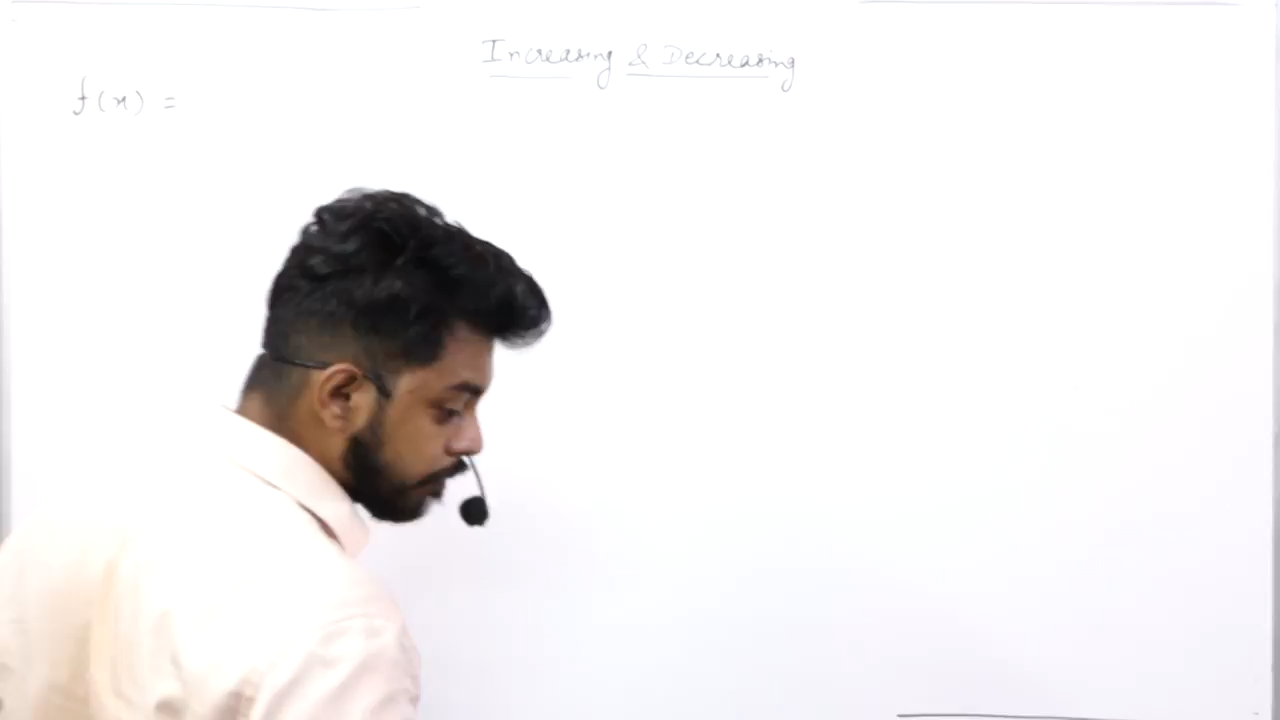 Increasing & Decreasing
f(x) =